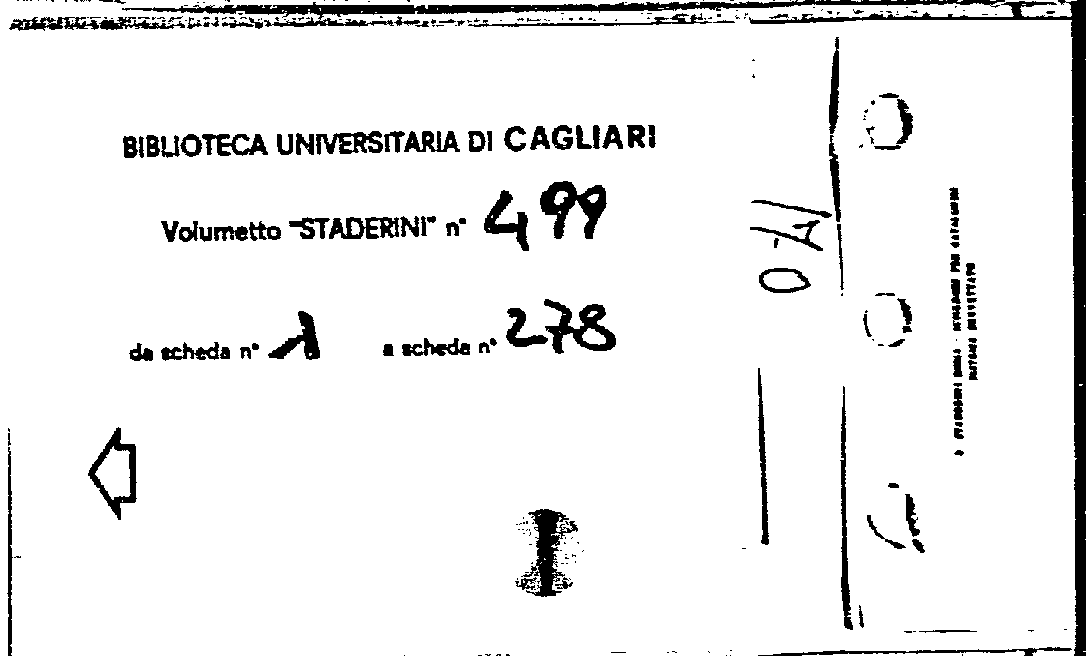 BIBLIOTECA UNIVERSITARIA DI CAGLIARI
Volumetto "STADERINI" n° 499
da scheda n° 1 a scheda n° 278